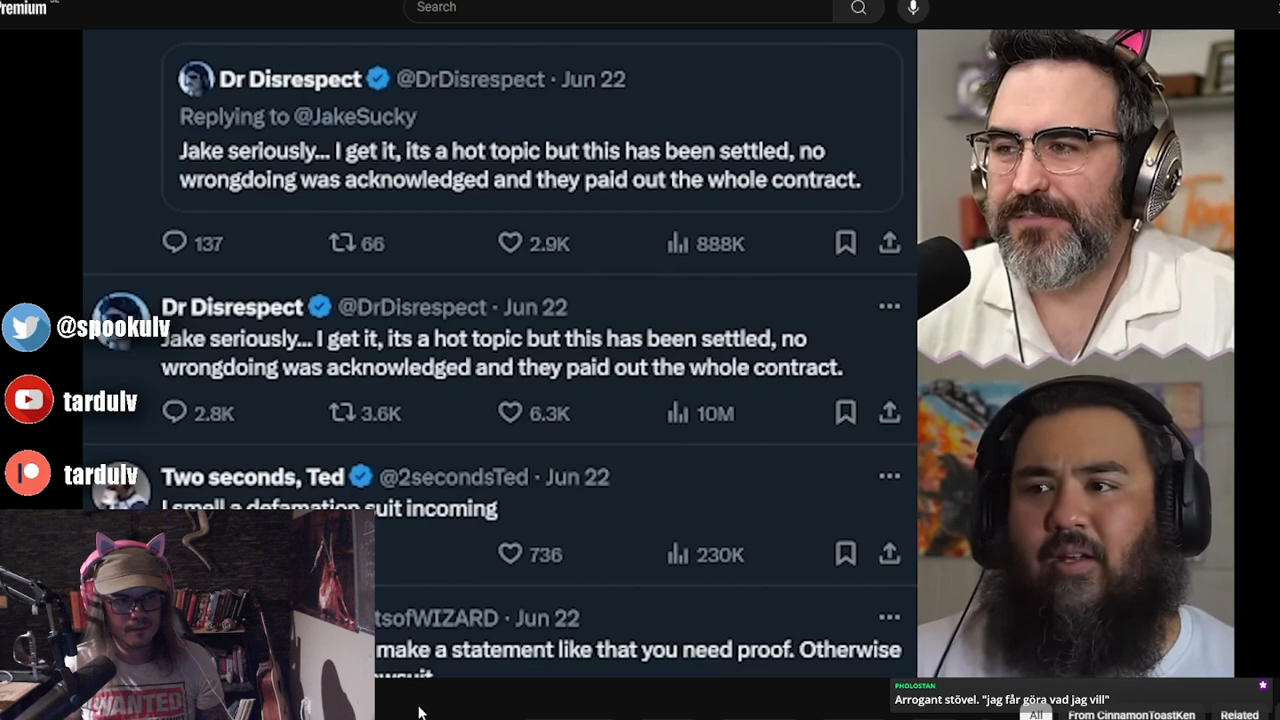 Premium
SE
Search
Dr Disrespect @DrDisrespect · Jun 22
Replying to @JakeSucky
Jake seriously... I get it, its a hot topic but this has been settled, no
wrongdoing was acknowledged and they paid out the whole contract.
137 66 2.9K 888K
Dr Disrespect @DrDisrespect · Jun 22
Jake seriously... I get it, its a hot topic but this has been settled, no
wrongdoing was acknowledged and they paid out the whole contract.
2.8K 3.6K 6.3K 10M
Two seconds, Ted @2secondsTed · Jun 22
I smell a defamation suit incoming
736 230K
tsofWIZARD · Jun 22
make a statement like that you need proof. Otherwise
@spookulv
tardulv
tardulv
WANTED
PHOLOSTAN
Arrogant stövel. "jag får göra vad jag vill"
All From CinnamonToastKen Related